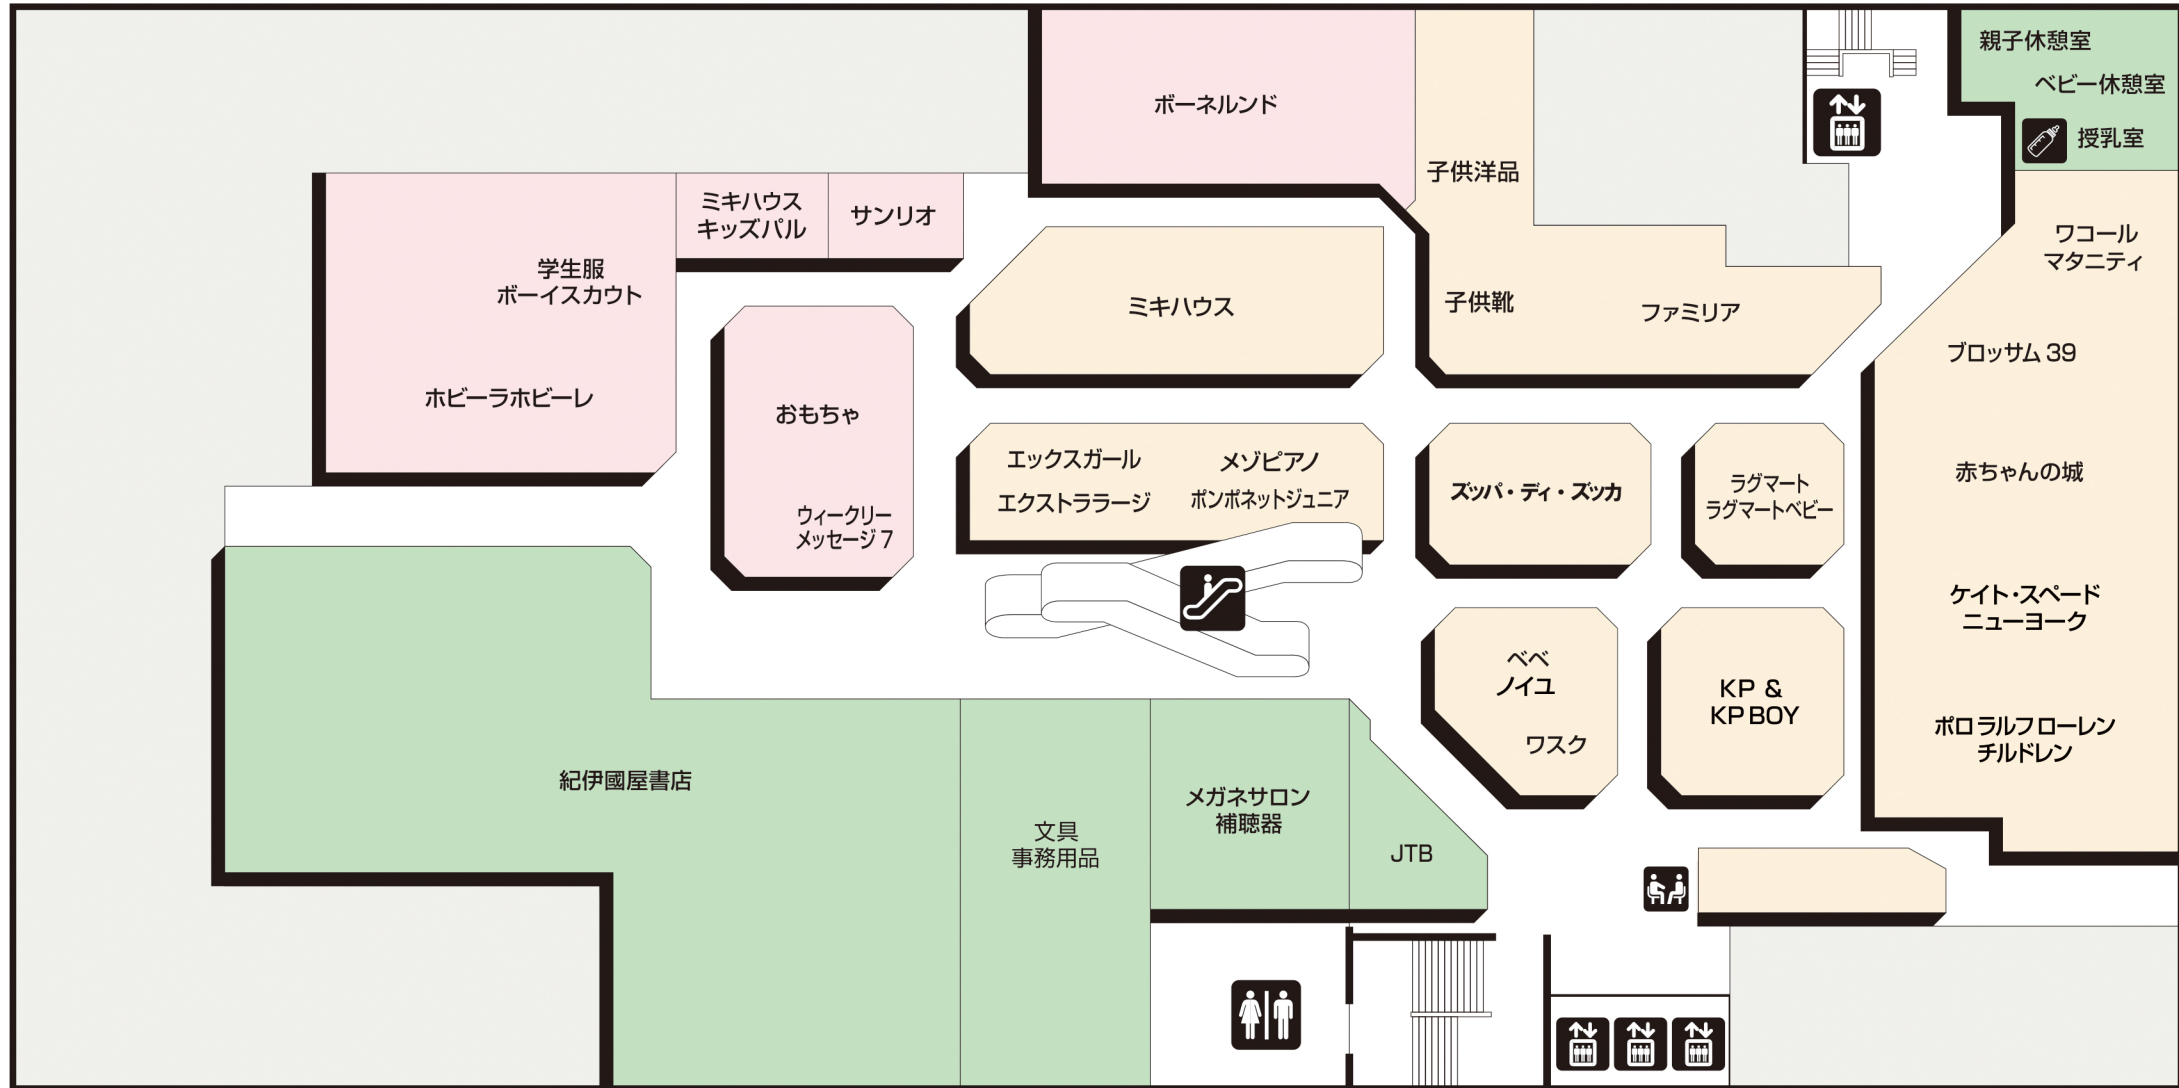 親子休憩室
ベビー休憩室
授乳室
ボーネルンド
子供洋品
ミキハウス
キッズパル
サンリオ
ワコール
マタニティ
学生服
ボーイスカウト
ミキハウス
子供靴
ファミリア
ブロッサム 39
ホビーラホビーレ
おもちゃ
エックスガール
メゾピアノ
エクストララージ
ポンポネットジュニア
ズッパ・ディ・ズッカ
ラグマート
ラグマートベビー
赤ちゃんの城
ウィークリー
メッセージ 7
ケイト・スペード
ニューヨーク
べべ
ノイユ
ワスク
KP &
KP BOY
ポロ ラルフ ローレン
チルドレン
紀伊國屋書店
文具
事務用品
メガネサロン
補聴器
JTB